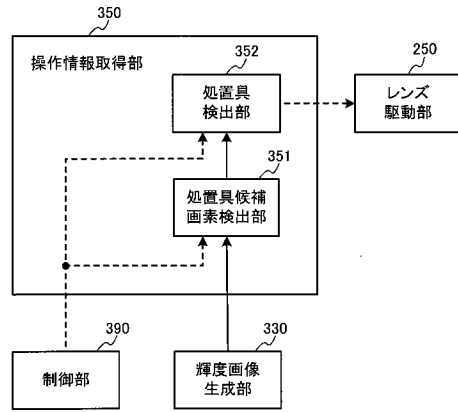 350
操作情報取得部
352
処置具
検出部
250
レンズ
駆動部
351
処置具候補
画素検出部
390
制御部
330
輝度画像
生成部